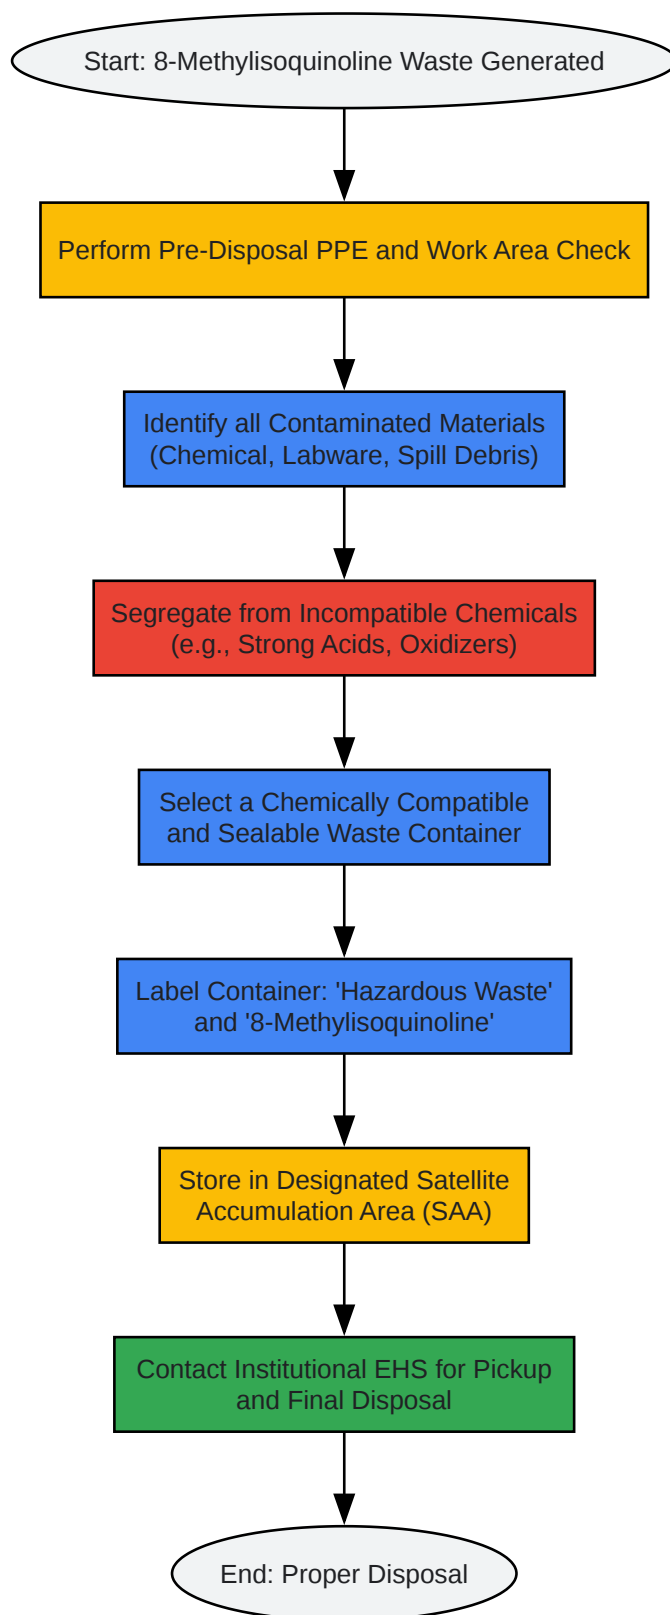 Start: 8-Methylisoquinoline Waste Generated
Perform Pre-Disposal PPE and Work Area Check
Identify all Contaminated Materials
(Chemical, Labware, Spill Debris)
Segregate from Incompatible Chemicals
(e.g., Strong Acids, Oxidizers)
Select a Chemically Compatible
and Sealable Waste Container
Label Container: 'Hazardous Waste'
and '8-Methylisoquinoline'
Store in Designated Satellite
Accumulation Area (SAA)
Contact Institutional EHS for Pickup
and Final Disposal
End: Proper Disposal